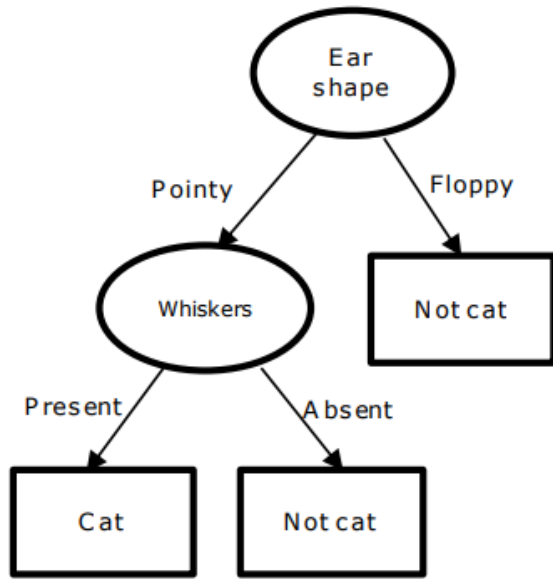 Ear
shape
Pointy
Floppy
Whiskers
Not cat
Present
Absent
Cat
Not cat